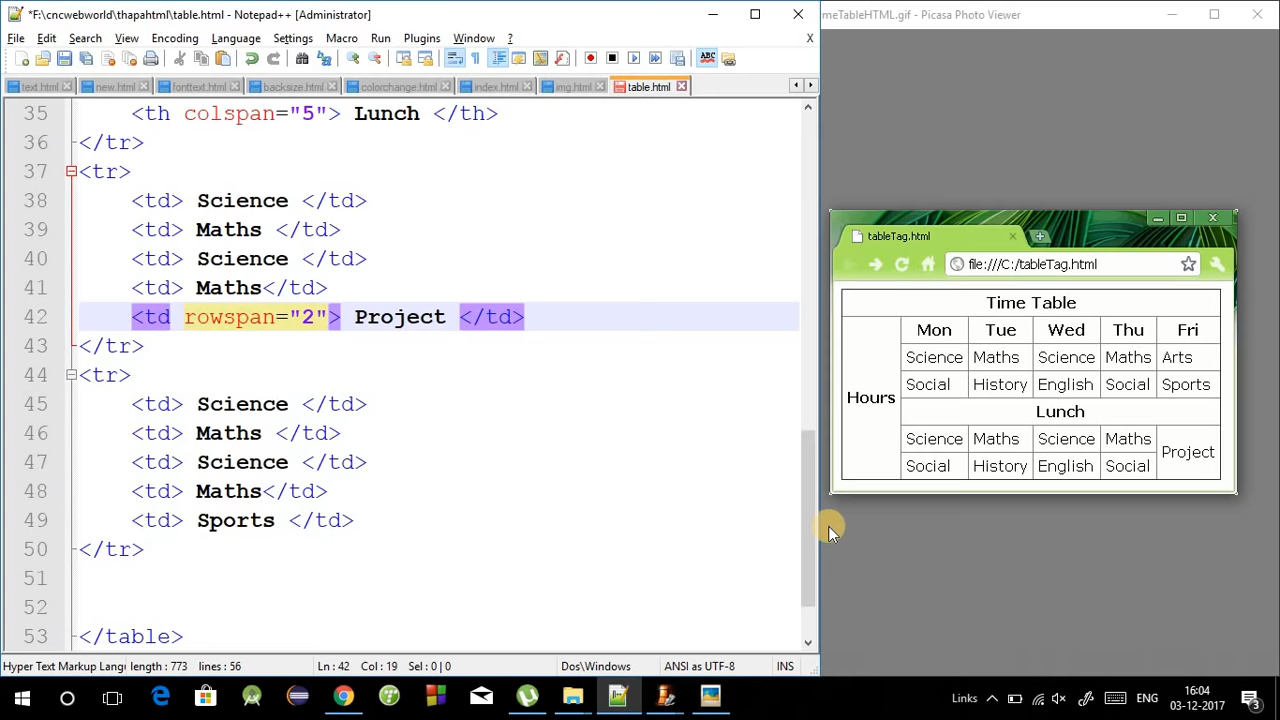 *F:\cncwebworld\thapahtml\table.html - Notepad++ [Administrator]
meTableHTML.gif - Picasa Photo Viewer
File Edit Search View Encoding Language Settings Macro Run Plugins Window ? X
text.html new.html fonttext.html backsize.html colorchange.html index.html img.html table.html
35 <th colspan="5"> Lunch </th>
36 </tr>
37 <tr>
38 <td> Science </td>
39 <td> Maths </td>
40 <td> Science </td>
41 <td> Maths</td>
42 <td rowspan="2"> Project </td>
43 </tr>
44 <tr>
45 <td> Science </td>
46 <td> Maths </td>
47 <td> Science </td>
48 <td> Maths</td>
49 <td> Sports </td>
50 </tr>
51
52
53 </table>
tableTag.html
file:///C:/tableTag.html
Time Table
Mon Tue Wed Thu Fri
Science Maths Science Maths Arts
Social History English Social Sports
Hours
Lunch
Science Maths Science Maths
Project
Social History English Social
Hyper Text Markup Lang length : 773 lines : 56 Ln : 42 Col : 19 Sel : 0 | 0 Dos\Windows ANSI as UTF-8 INS
Links ENG 16:04
03-12-2017
3